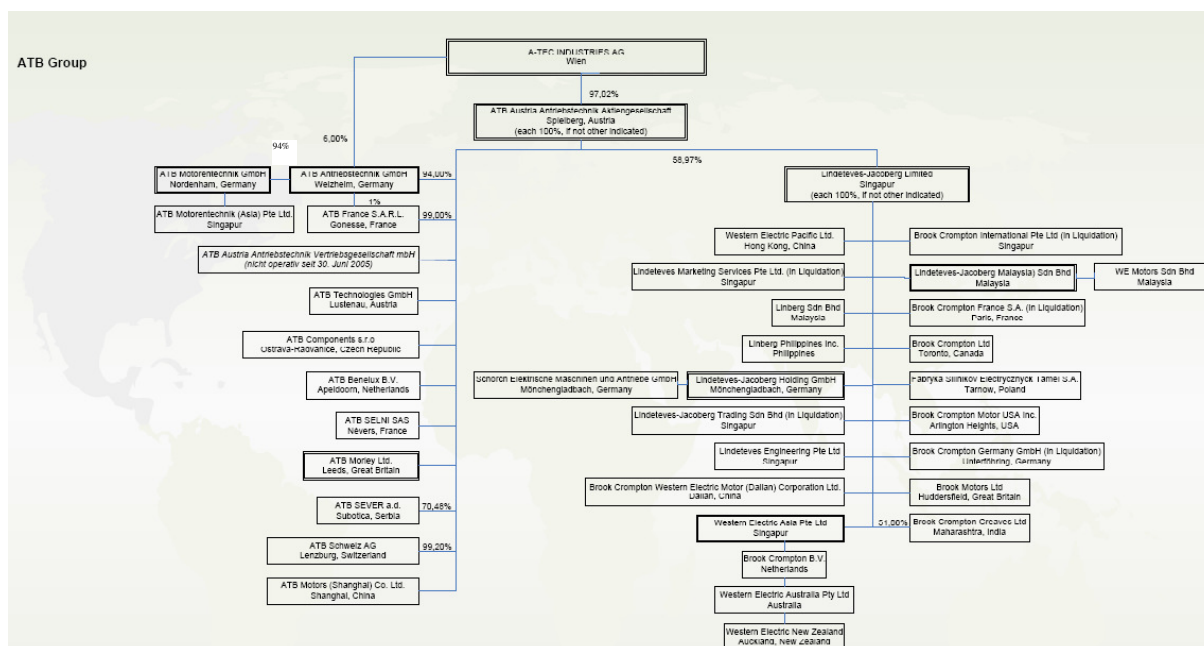 ATB Group
A-TEC INDUSTRIES AG
Wien
97,02%
ATB Austria Antriebstechnik Aktiengesellschaft
Spielberg, Austria
(each 100%, if not other indicated)
6,00%
94%
58,97%
ATB Motorentechnik GmbH
Nordenham, Germany
ATB Antriebstechnik GmbH
Welzheim, Germany
94,00%
Lindeteves-Jacoberg Limited
Singapur
(each 100%, if not other indicated)
1%
ATB Motorentechnik (Asia) Pte Ltd.
Singapur
ATB France S.A.R.L.
Gonesse, France
99,00%
ATB Austria Antriebstechnik Vertriebsgesellschaft mbH
(nicht operativ seit 30. Juni 2005)
ATB Technologies GmbH
Lustenau, Austria
ATB Components s.r.o
Ostrava-Radvanice, Czech Republic
ATB Benelux B.V.
Apeldoorn, Netherlands
ATB SELNI SAS
Névers, France
ATB Morley Ltd.
Leeds, Great Britain
ATB SEVER a.d.
Subotica, Serbia
70,48%
ATB Schweiz AG
Lenzburg, Switzerland
99,20%
ATB Motors (Shanghai) Co. Ltd.
Shanghai, China
Western Electric Pacific Ltd.
Hong Kong, China
Brook Crompton International Pte Ltd (In Liquidation)
Singapur
Lindeteves Marketing Services Pte Ltd. (In Liquidation)
Singapur
Lindeteves-Jacoberg Malaysia) Sdn Bhd
Malaysia
WE Motors Sdn Bhd
Malaysia
Linberg Sdn Bhd
Malaysia
Brook Crompton France S.A. (In Liquidation)
Paris, France
Linberg Philippines Inc.
Philippines
Brook Crompton Ltd
Toronto, Canada
Schorch Elektrische Maschinen und Antriebe GmbH
Mönchengladbach, Germany
Lindeteves-Jacoberg Holding GmbH
Mönchengladbach, Germany
Fabryka Silnikov Electrycznyck Tamel S.A.
Tarnow, Poland
Lindeteves-Jacoberg Trading Sdn Bhd (In Liquidation)
Singapur
Brook Crompton Motor USA Inc.
Arlington Heights, USA
Lindeteves Engineering Pte Ltd
Singapur
Brook Crompton Germany GmbH (In Liquidation)
Unterföhring, Germany
Brook Crompton Western Electric Motor (Dalian) Corporation Ltd.
Dalian, China
Brook Motors Ltd
Huddersfield, Great Britain
Western Electric Asia Pte Ltd
Singapur
51,00%
Brook Crompton Greaves Ltd
Maharashtra, India
Brook Crompton B.V.
Netherlands
Western Electric Australia Pty Ltd
Australia
Western Electric New Zealand
Auckland, New Zealand